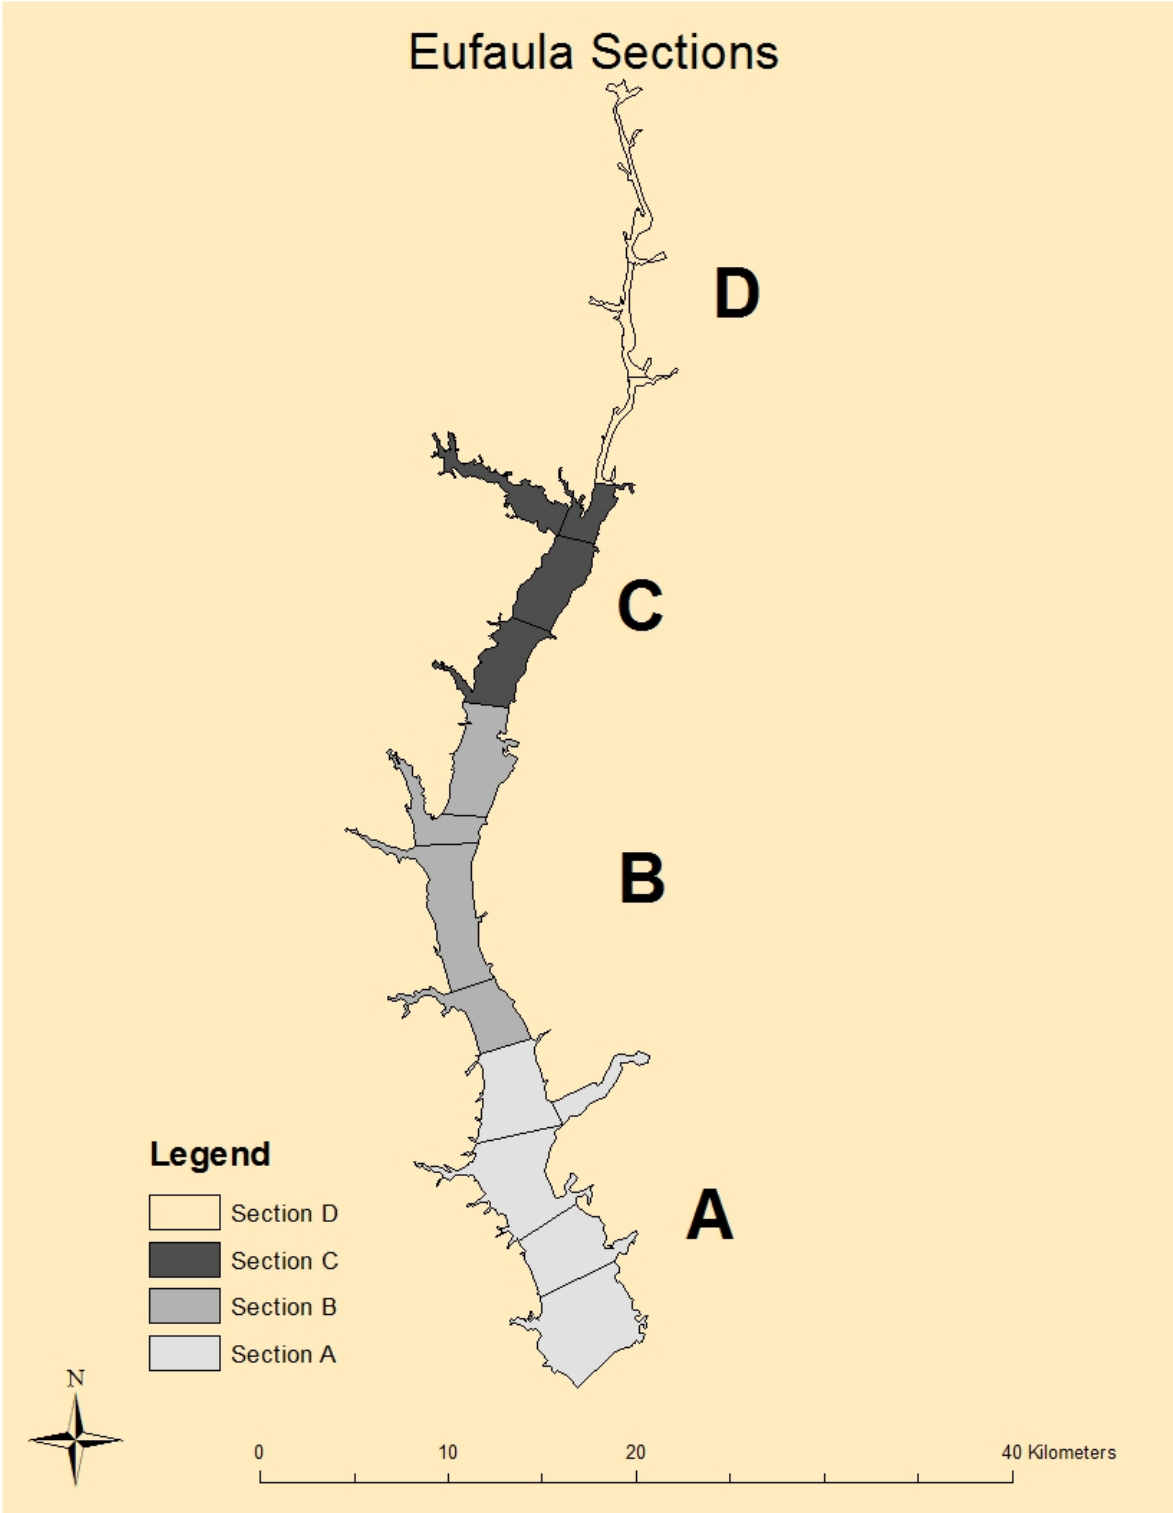 Eufaula Sections
D
C
B
A
Legend
Section D
Section C
Section B
Section A
N
0 10 20 40 Kilometers